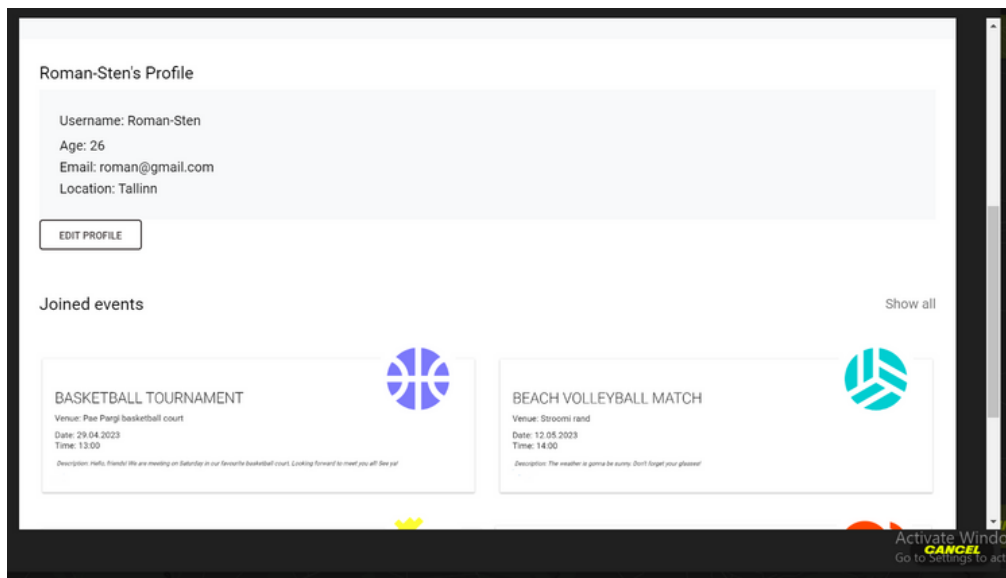 Roman-Sten's Profile
Username: Roman-Sten
Age: 26
Email: roman@gmail.com
Location: Tallinn
EDIT PROFILE
Joined events
Show all
BASKETBALL TOURNAMENT
Venue: Pae Pargi basketball court
Date: 29.04.2023
Time: 13:00
Description: Hello, friends! We are meeting on Saturday in our favourite basketball court. Looking forward to meet you all! See ya!
BEACH VOLLEYBALL MATCH
Venue: Stroomi rand
Date: 12.05.2023
Time: 14:00
Description: The weather is gonna be sunny. Don't forget your glasses!
Activate Windo
CANCEL
Go to Settings to act